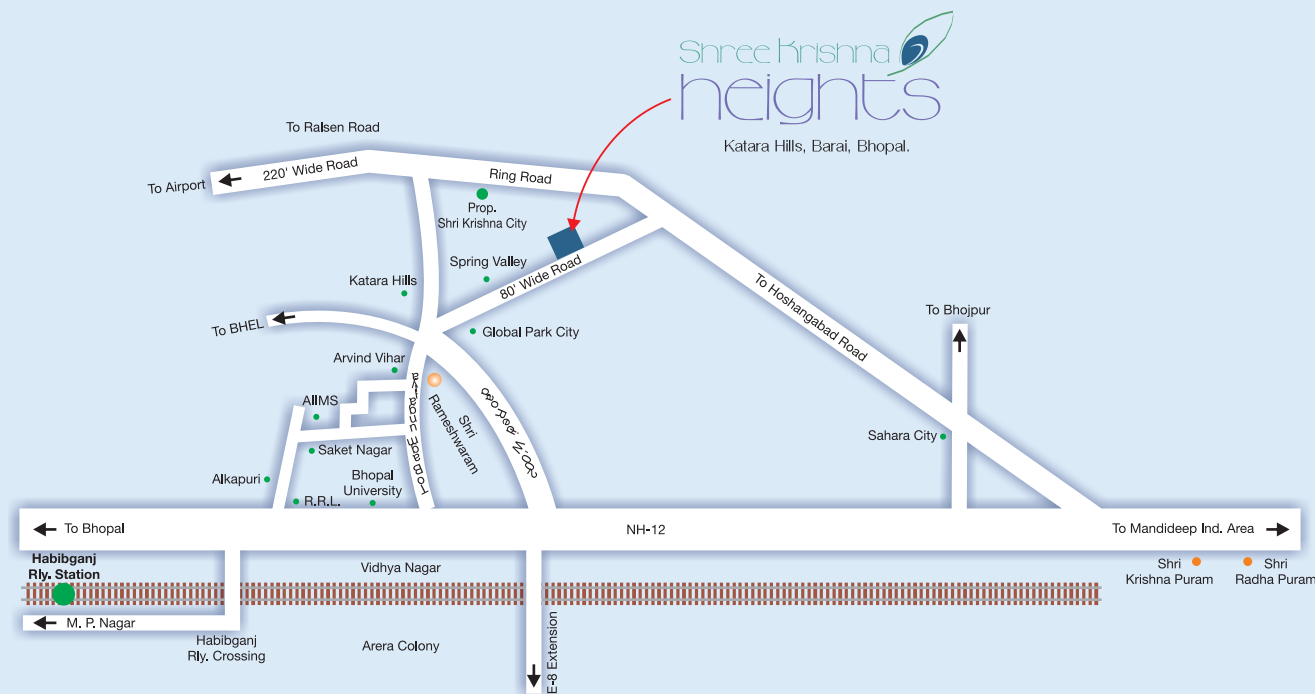 Shree Krishna
heights
Katara Hills, Barai, Bhopal.
To Ralsen Road
220' Wide Road
Ring Road
To Airport
Prop.
Shri Krishna City
Spring Valley
Katara Hills
80' Wide Road
To Hoshangabad Road
To Bhojpur
To BHEL
Global Park City
Arvind Vihar
Shri
Rameshwaram
AIIMS
Sahara City
Saket Nagar
Alkapuri
Bhopal
University
R.R.L.
To Bhopal
NH-12
To Mandideep Ind. Area
Habibganj
Rly. Station
Vidhya Nagar
Shri
Krishna Puram
Shri
Radha Puram
M. P. Nagar
Habibganj
Rly. Crossing
Arera Colony
E-8 Extension